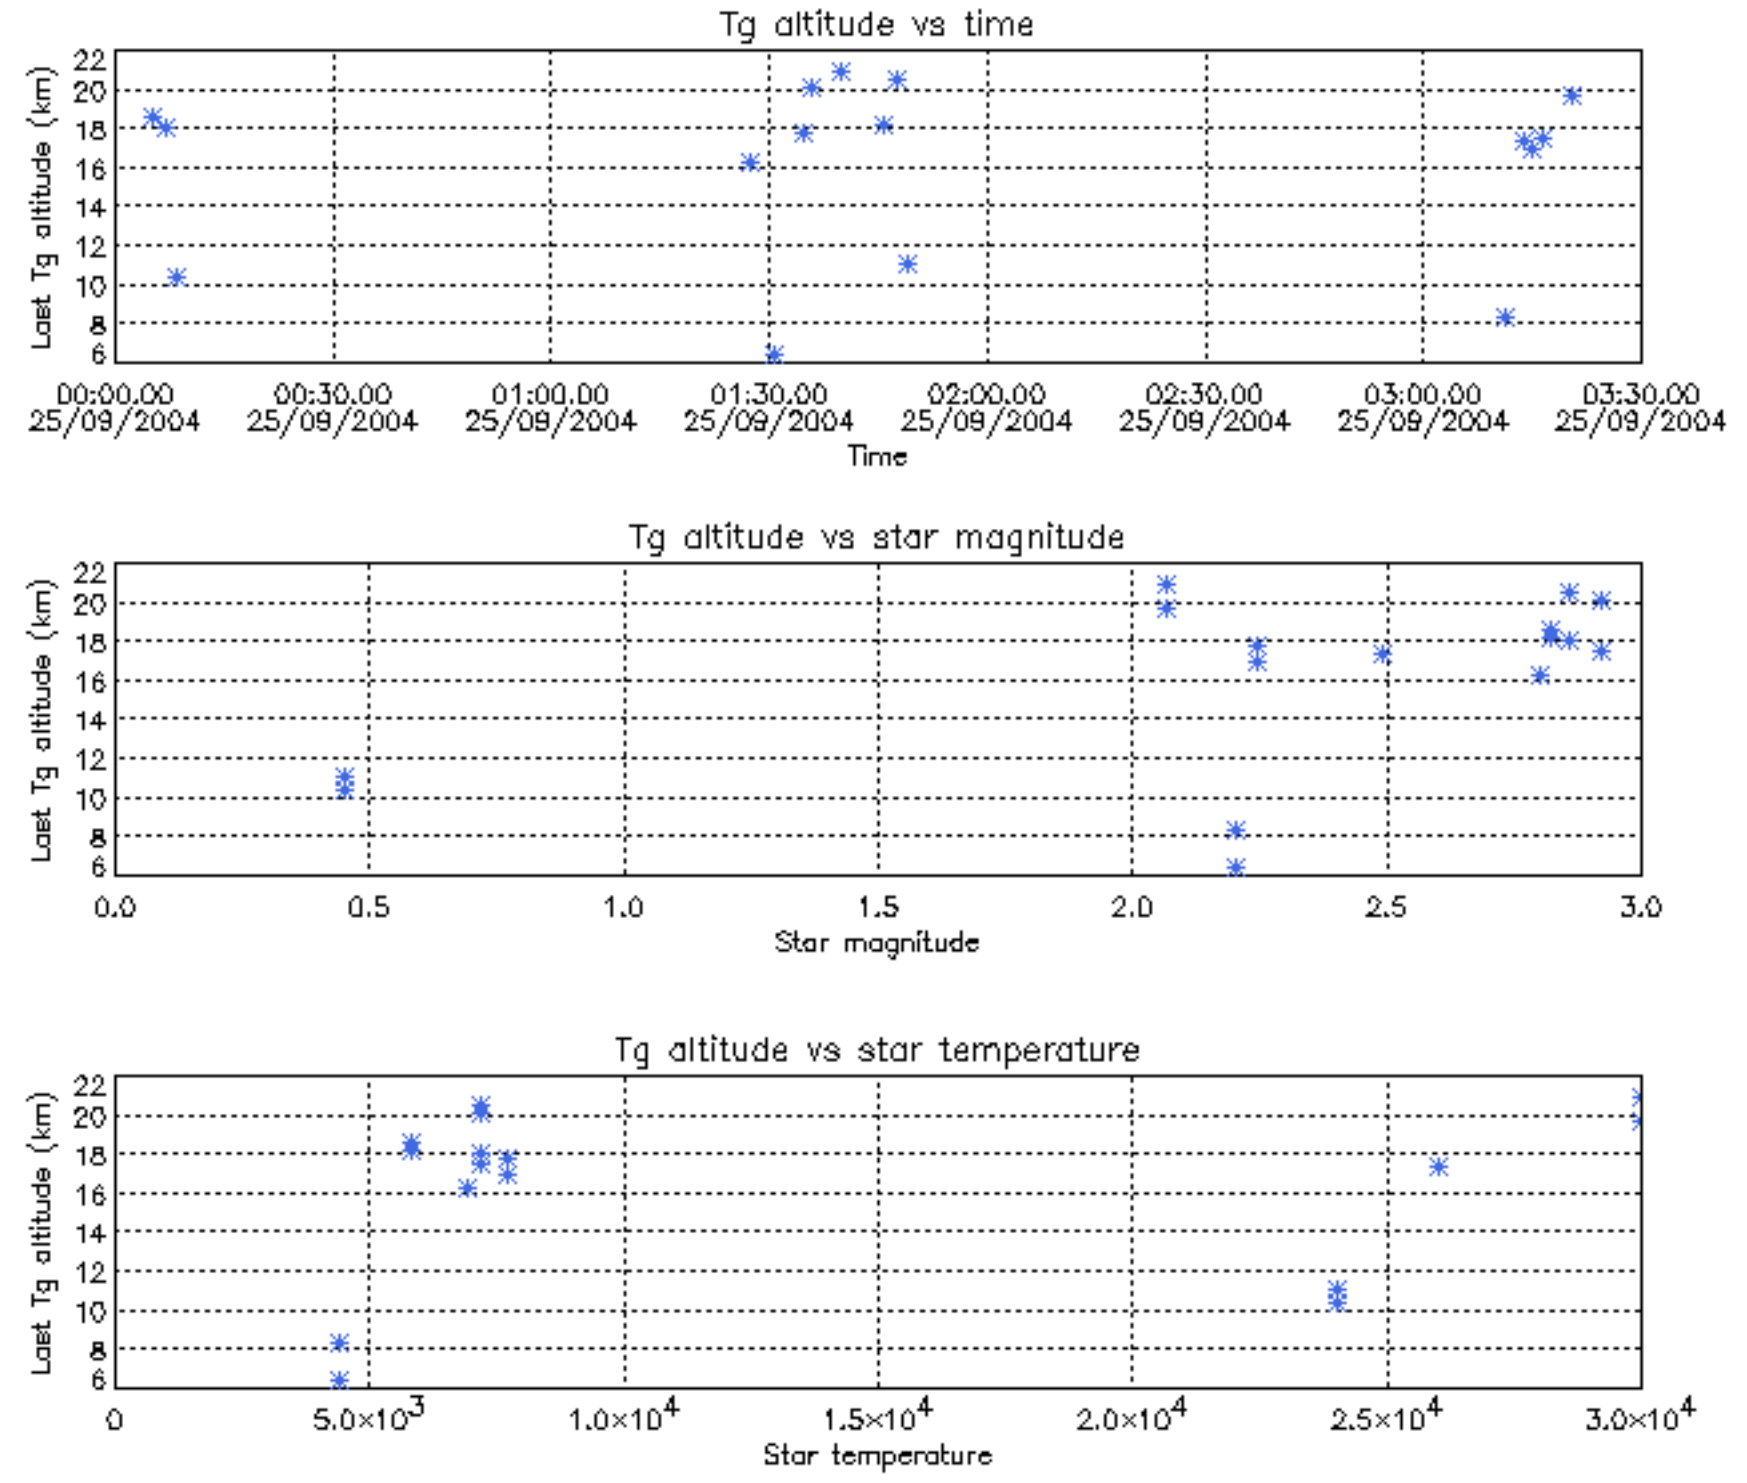 Tg altitude vs time
Last Tg altitude (km)
22
20
18
16
14
12
10
8
6
00:00.00 00:30.00 01:00.00 01:30.00 02:00.00 02:30.00 03:00.00 03:30.00
25/09/2004 25/09/2004 25/09/2004 25/09/2004 25/09/2004 25/09/2004 25/09/2004 25/09/2004
Time
Tg altitude vs star magnitude
Last Tg altitude (km)
22
20
18
16
14
12
10
8
6
0.0 0.5 1.0 1.5 2.0 2.5 3.0
Star magnitude
Tg altitude vs star temperature
Last Tg altitude (km)
22
20
18
16
14
12
10
8
6
0 5.0×10³ 1.0×10⁴ 1.5×10⁴ 2.0×10⁴ 2.5×10⁴ 3.0×10⁴
Star temperature